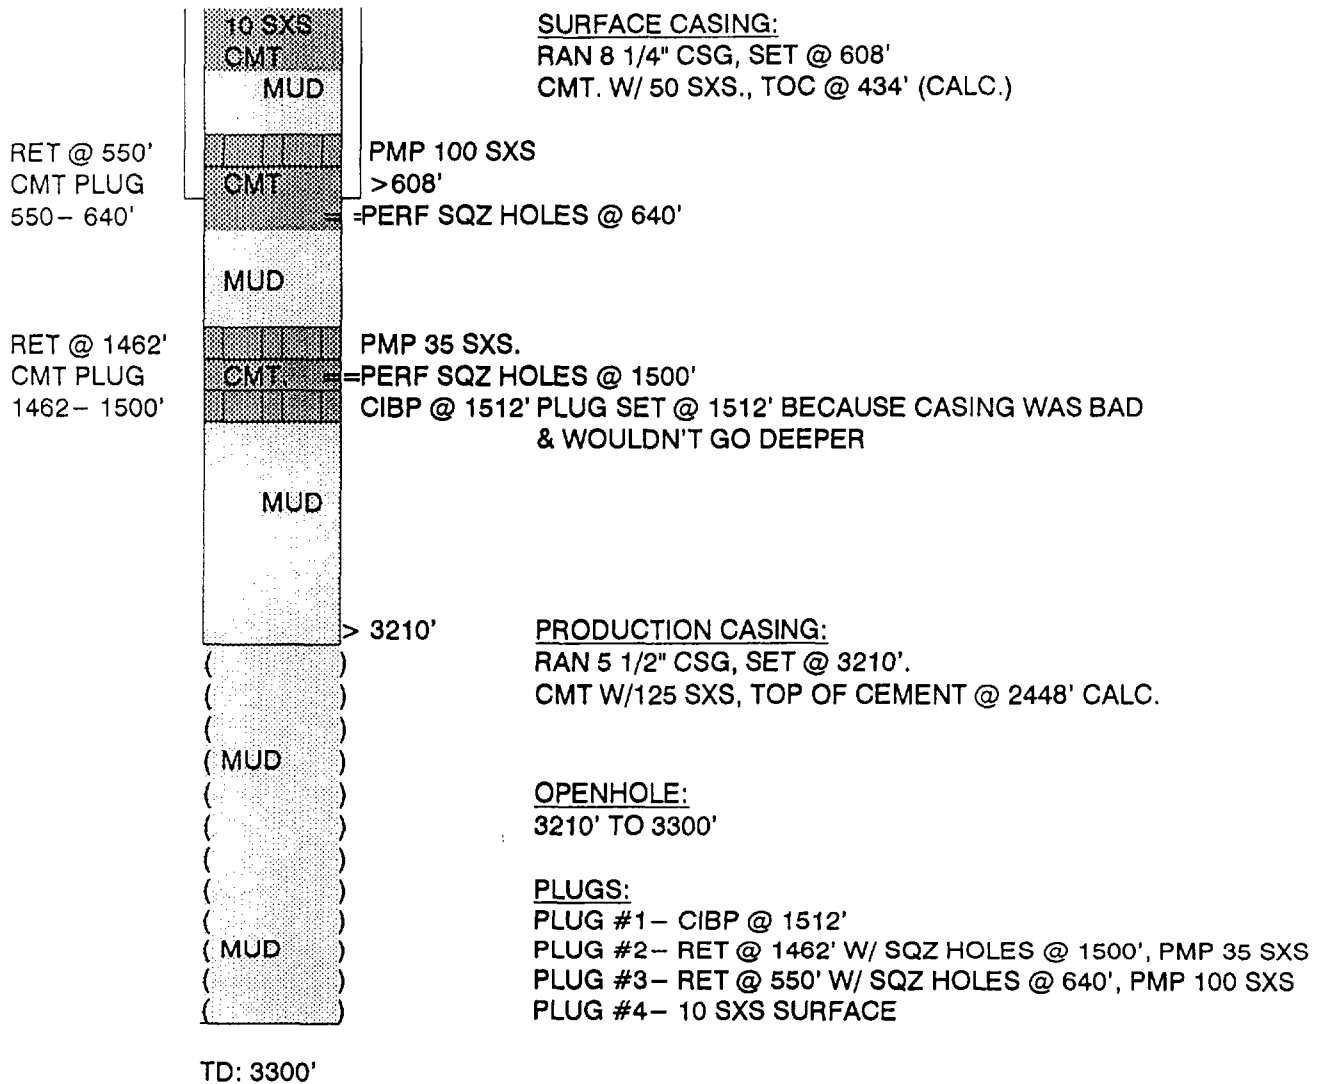 10 SXS
CMT
MUD
SURFACE CASING:
RAN 8 1/4" CSG, SET @ 608'
CMT. W/ 50 SXS., TOC @ 434' (CALC.)
RET @ 550'
CMT PLUG
550– 640'
CMT
PMP 100 SXS
>608'
= =PERF SQZ HOLES @ 640'
MUD
RET @ 1462'
CMT PLUG
1462– 1500'
CMT.
PMP 35 SXS.
==PERF SQZ HOLES @ 1500'
CIBP @ 1512' PLUG SET @ 1512' BECAUSE CASING WAS BAD
& WOULDN'T GO DEEPER
MUD
> 3210'
PRODUCTION CASING:
RAN 5 1/2" CSG, SET @ 3210'.
CMT W/125 SXS, TOP OF CEMENT @ 2448' CALC.
MUD
OPENHOLE:
3210' TO 3300'
MUD
PLUGS:
PLUG #1– CIBP @ 1512'
PLUG #2– RET @ 1462' W/ SQZ HOLES @ 1500', PMP 35 SXS
PLUG #3– RET @ 550' W/ SQZ HOLES @ 640', PMP 100 SXS
PLUG #4– 10 SXS SURFACE
TD: 3300'